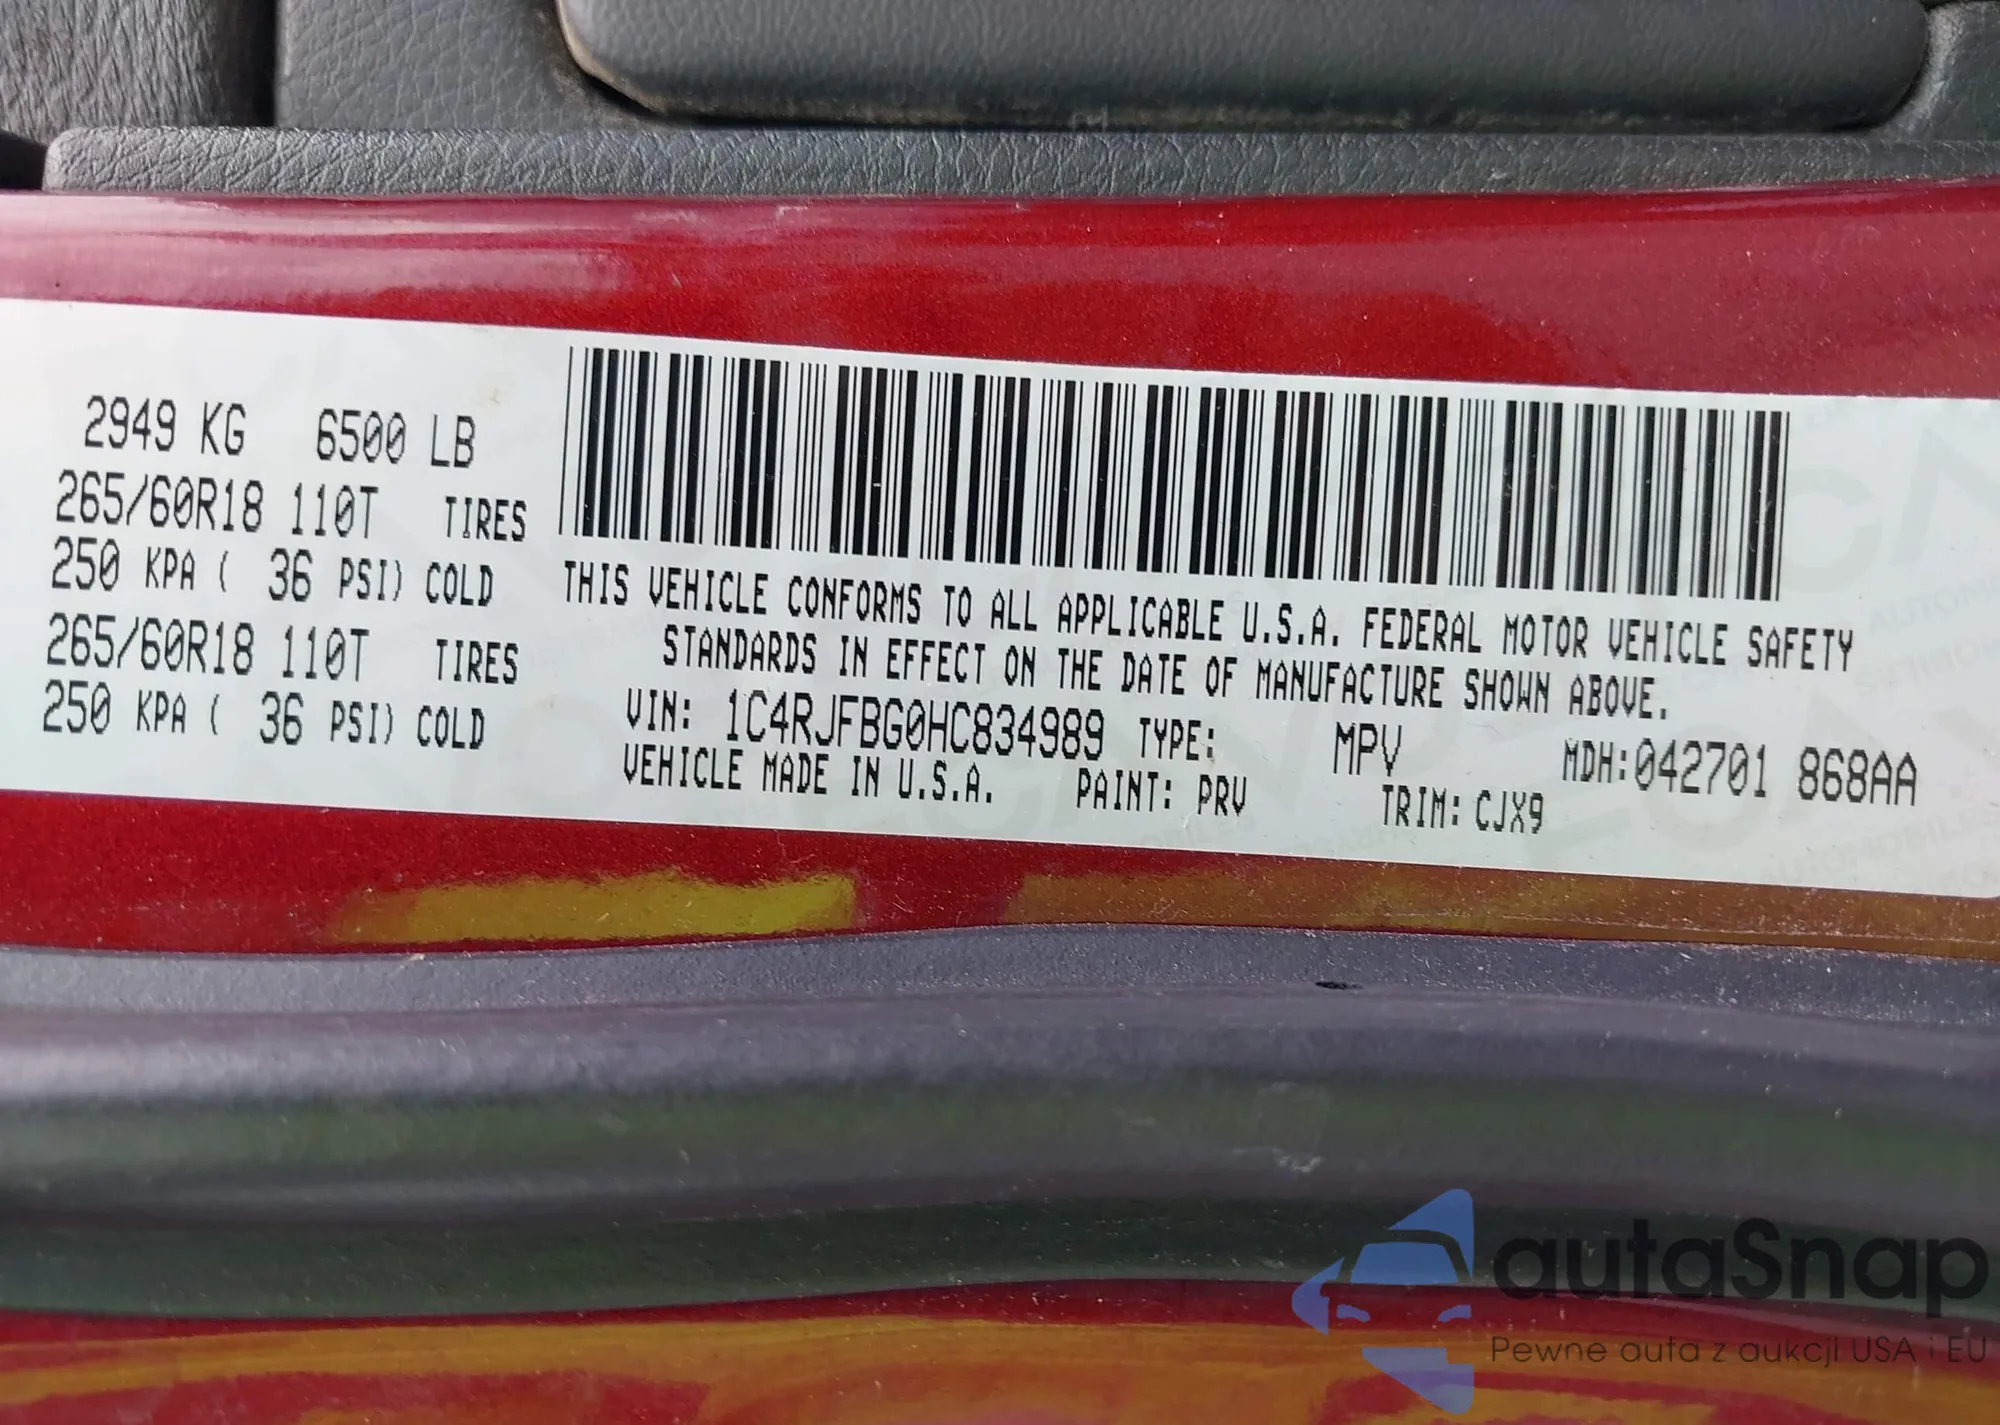 2949 KG 6500 LB
265/60R18 110T TIRES
250 KPA ( 36 PSI) COLD
265/60R18 110T TIRES
250 KPA ( 36 PSI) COLD
THIS VEHICLE CONFORMS TO ALL APPLICABLE U.S.A. FEDERAL MOTOR VEHICLE SAFETY
STANDARDS IN EFFECT ON THE DATE OF MANUFACTURE SHOWN ABOVE.
VIN: 1C4RJFBG0HC834989 TYPE: MPV MDH:042701 868AA
VEHICLE MADE IN U.S.A. PAINT: PRV TRIM: CJX9
autaSnap
Pewne auta z aukcji USA i EU